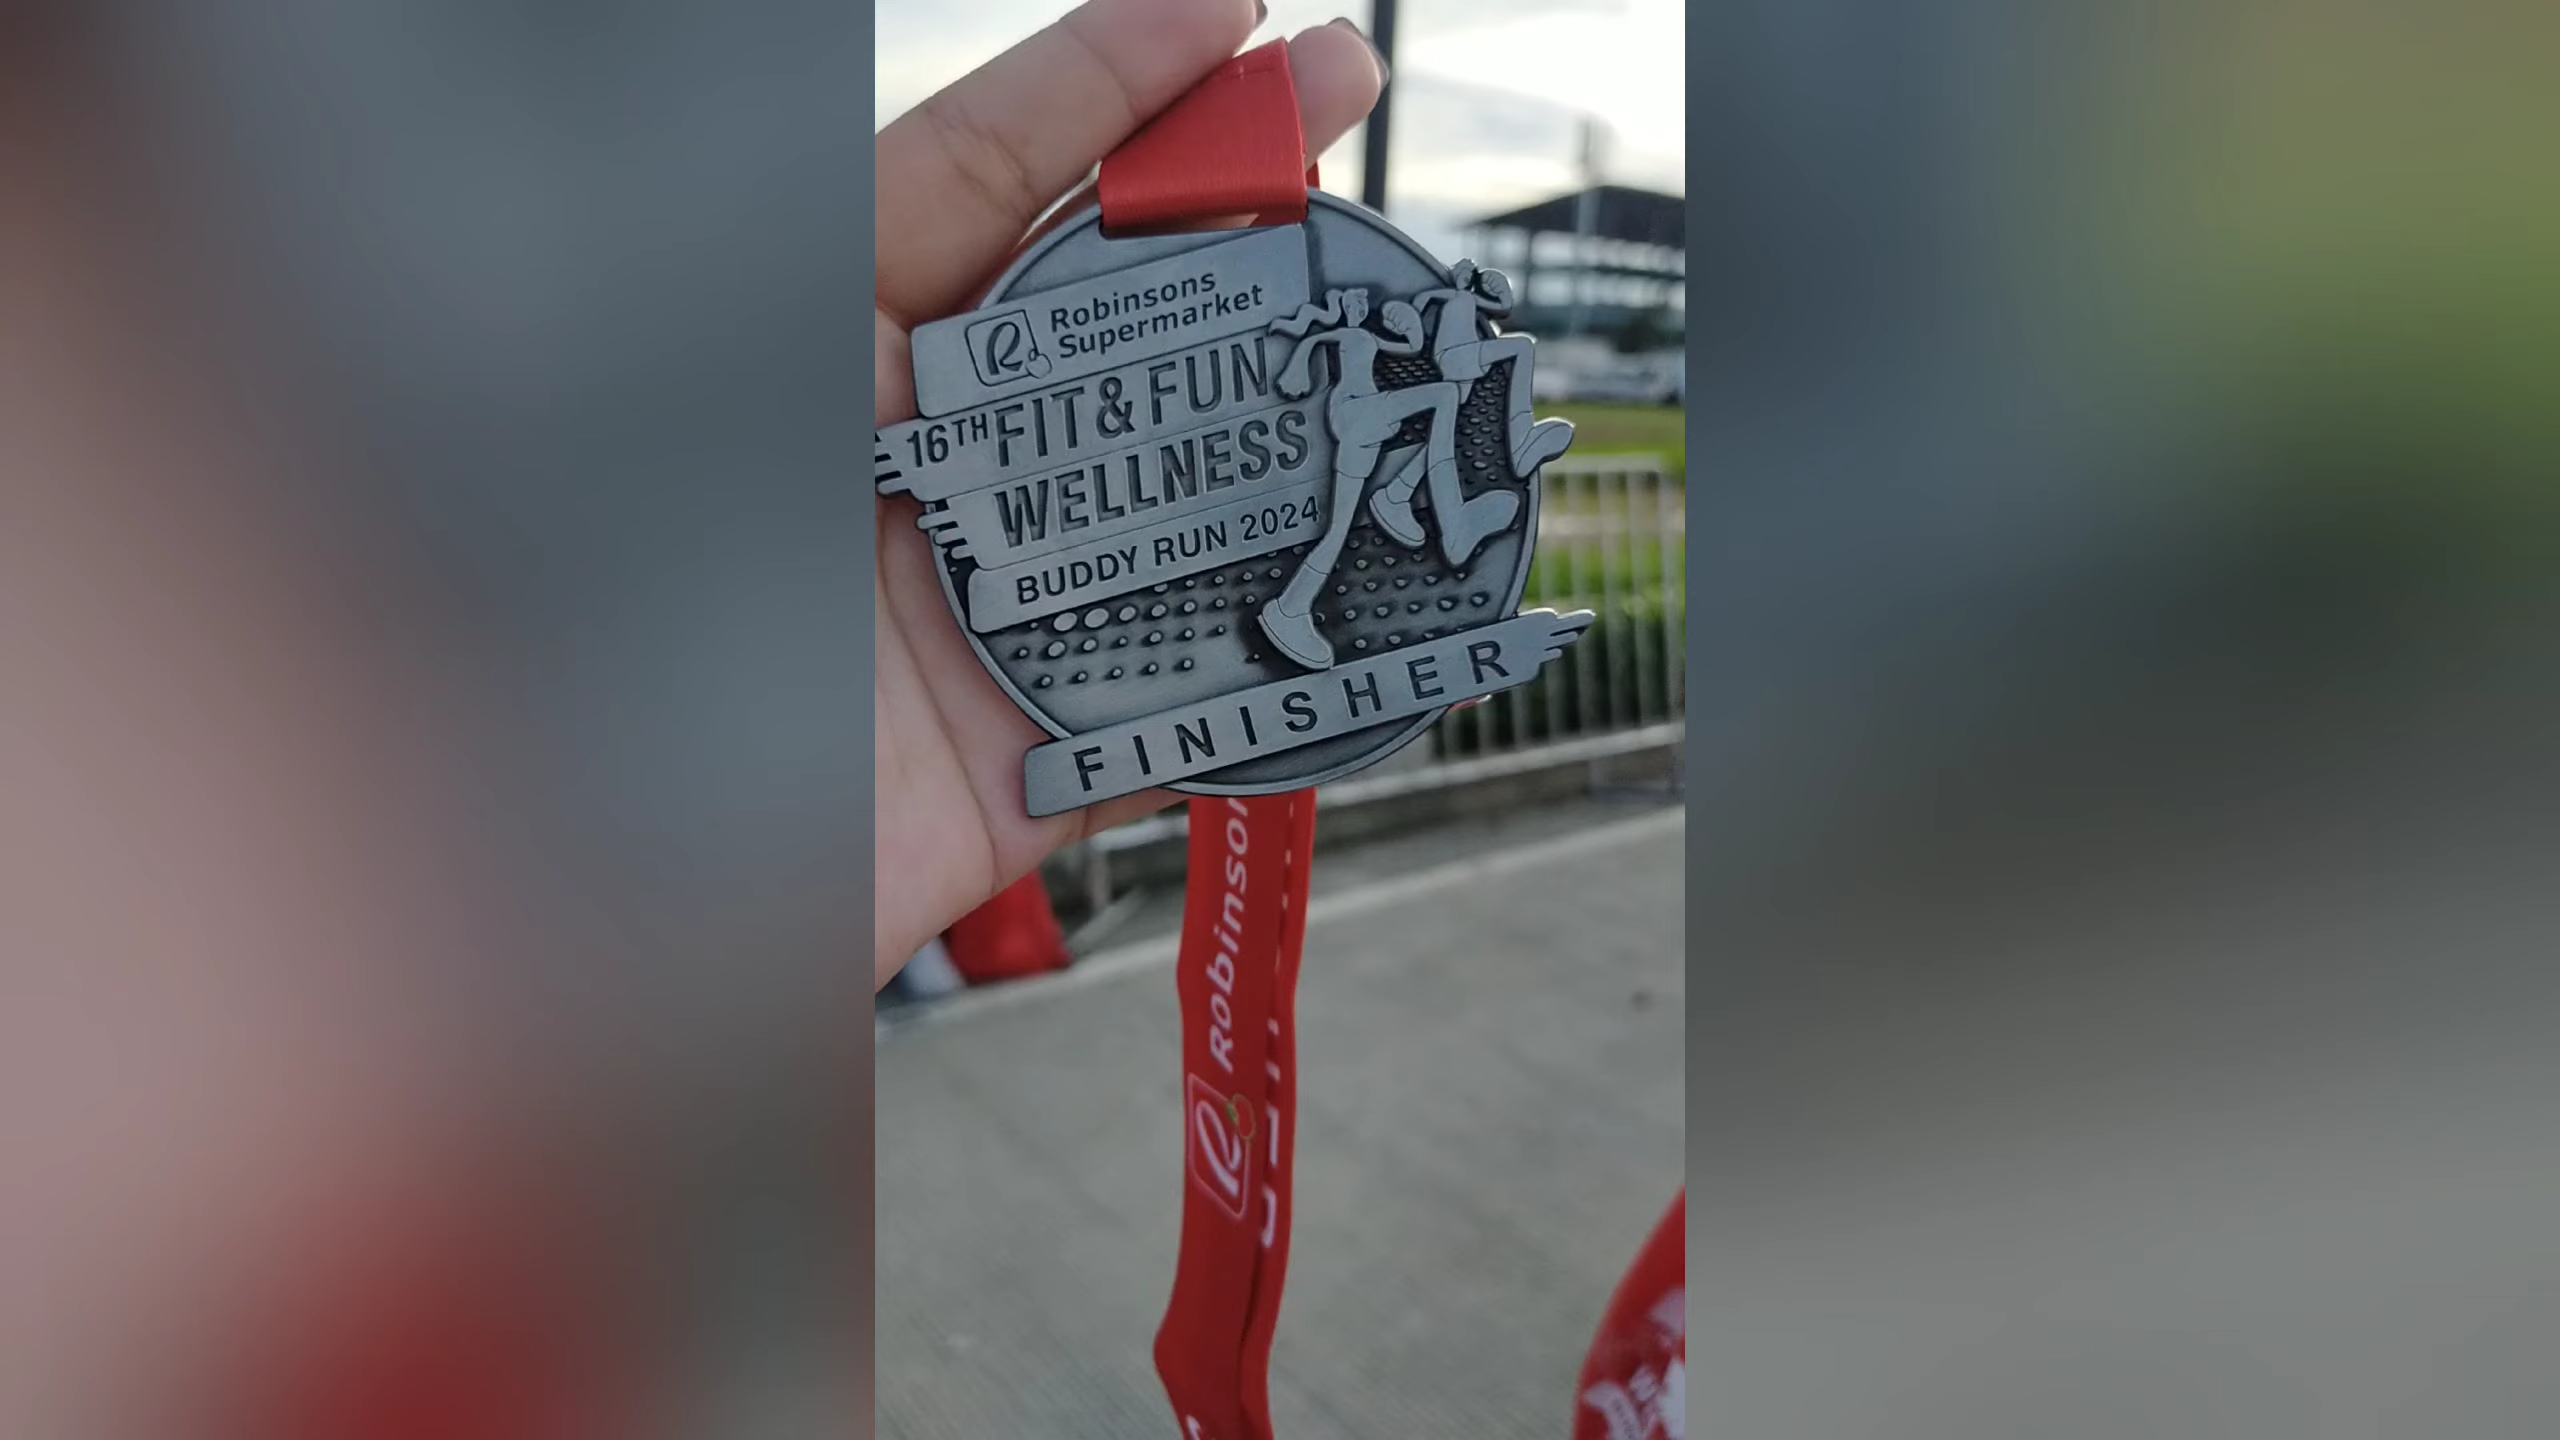 Robinsons
Supermarket
16TH FIT & FUN
WELLNESS
BUDDY RUN 2024
FINISHER
Robinsons